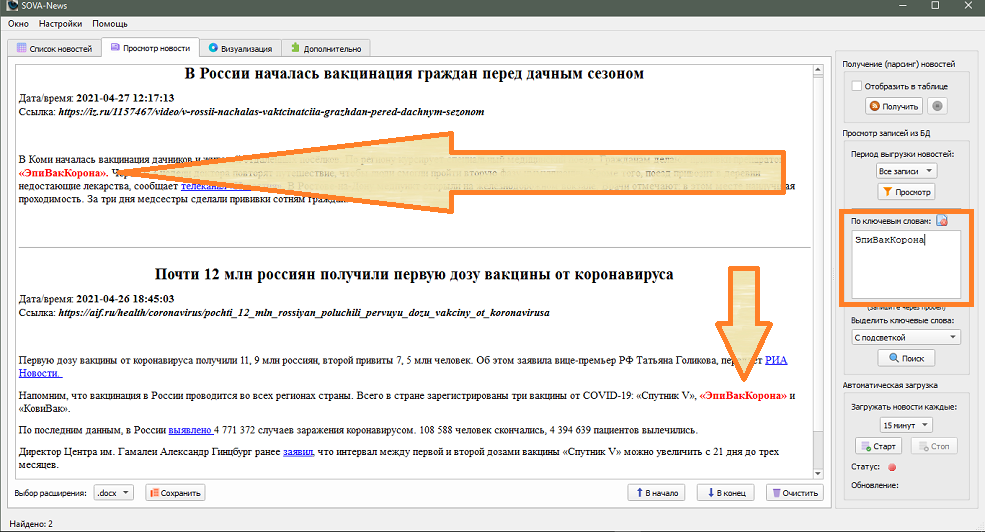 SOVA-News
Окно Настройки Помощь
Список новостей Просмотр новости Визуализация Дополнительно
В России началась вакцинация граждан перед дачным сезоном
Дата/время: 2021-04-27 12:17:13
Ссылка: https://iz.ru/1157467/video/v-rossii-nachalas-vaktcinatciia-grazhdan-pered-dachnym-sezonom
В Коми началась вакцинация дачников и
«ЭпиВакКорона».
недостающие лекарства, сообщает телеканал
проходимость. За три дня медсестры сделали прививки сотням
Почти 12 млн россиян получили первую дозу вакцины от коронавируса
Дата/время: 2021-04-26 18:45:03
Ссылка: https://aif.ru/health/coronavirus/pochti_12_mln_rossiyan_poluchili_pervuyu_dozu_vakciny_ot_koronavirusa
Первую дозу вакцины от коронавируса получили 11, 9 млн россиян, второй привиты 7, 5 млн человек. Об этом заявила вице-премьер РФ Татьяна Голикова, РИА
Новости.
Напомним, что вакцинация в России проводится во всех регионах страны. Всего в стране зарегистрированы три вакцины от COVID-19: «Спутник V», «ЭпиВакКорона» и
«КовиВак».
По последним данным, в России выявлено 4 771 372 случаев заражения коронавирусом. 108 588 человек скончались, 4 394 639 пациентов вылечились.
Директор Центра им. Гамалеи Александр Гинцбург ранее заявил, что интервал между первой и второй дозами вакцины «Спутник V» можно увеличить с 21 дня до трех
месяцев.
Выбор расширения: .docx Сохранить В начало В конец Очистить
Найдено: 2
Получение (парсинг) новостей
Отобразить в таблице
Получить
Просмотр записей из БД
Период выгрузки новостей:
Все записи
Просмотр
По ключевым словам:
ЭпиВакКорона
(запишите через пробел)
Выделить ключевые слова:
С подсветкой
Поиск
Автоматическая загрузка
Загружать новости каждые:
15 минут
Старт Стоп
Статус:
Обновление: